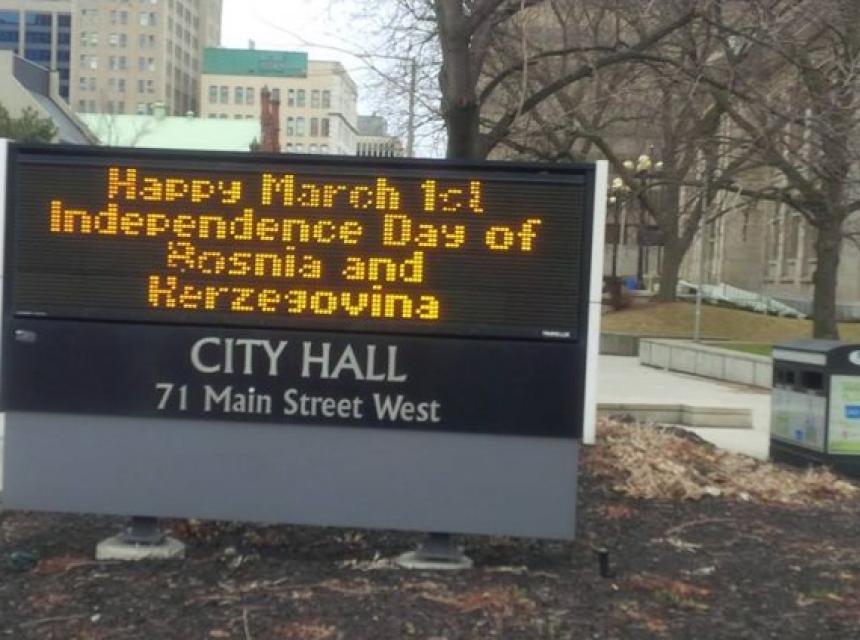 Happy March 1st
Independence Day of
Bosnia and
Herzegovina
CITY HALL
71 Main Street West